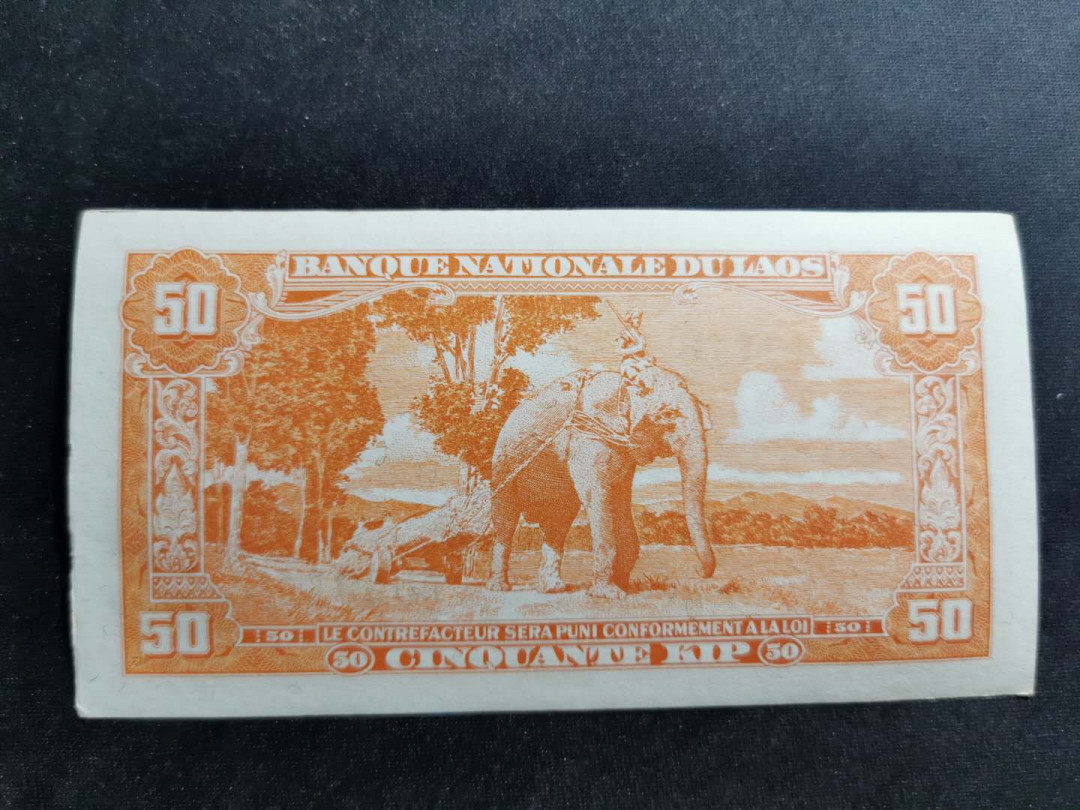 BANQUE NATIONALE DU LAOS
50 50
50 50
50 LE CONTREFACTEUR SERA PUNI CONFORMEMENT A LA LOI 50
50 CINQUANTE KIP 50